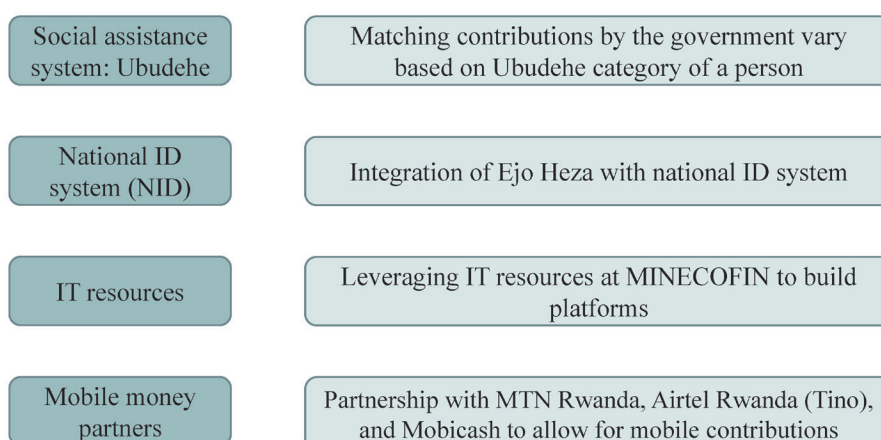 Social assistance
system: Ubudehe
Matching contributions by the government vary
based on Ubudehe category of a person
National ID
system (NID)
Integration of Ejo Heza with national ID system
IT resources
Leveraging IT resources at MINECOFIN to build
platforms
Mobile money
partners
Partnership with MTN Rwanda, Airtel Rwanda (Tino),
and Mobicash to allow for mobile contributions